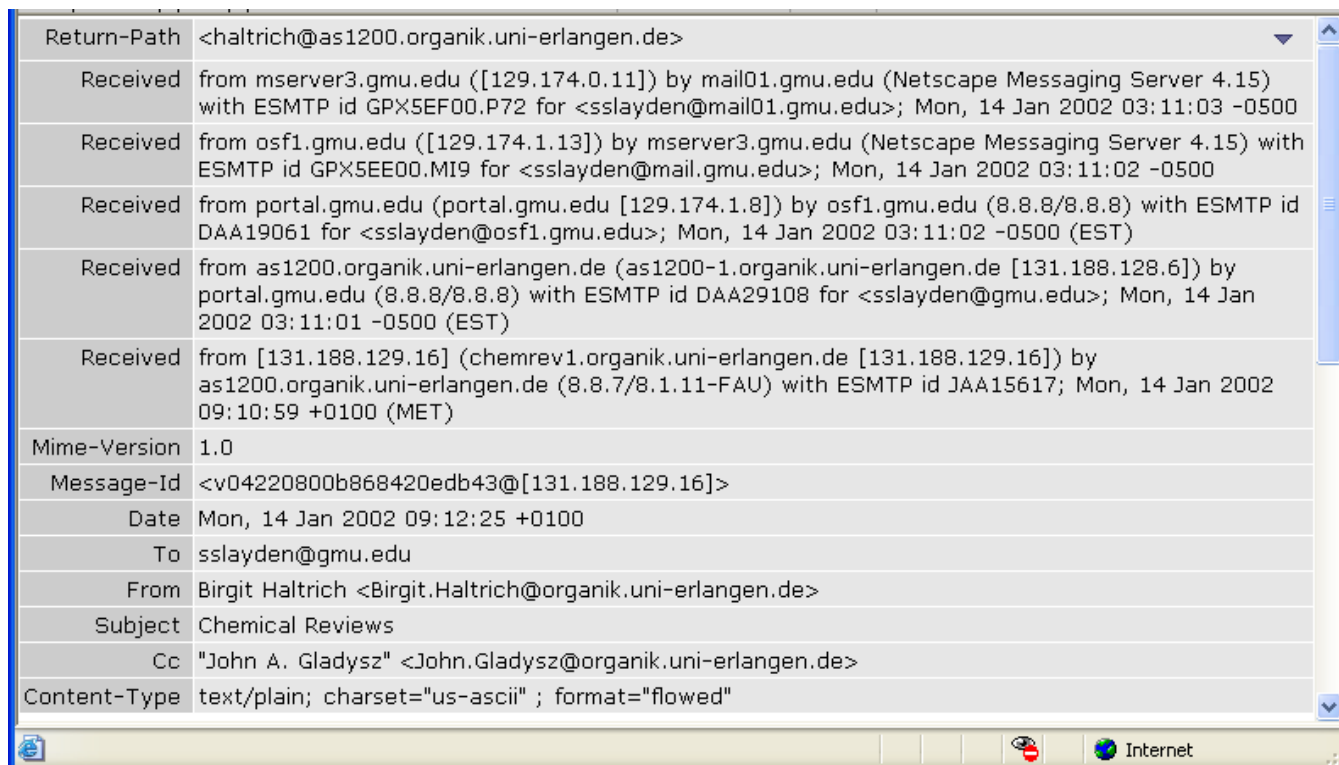 Return-Path <haltrich@as1200.organik.uni-erlangen.de>
Received from mserver3.gmu.edu ([129.174.0.11]) by mail01.gmu.edu (Netscape Messaging Server 4.15)
with ESMTP id GPX5EF00.P72 for <sslayden@mail01.gmu.edu>; Mon, 14 Jan 2002 03:11:03 -0500
Received from osf1.gmu.edu ([129.174.1.13]) by mserver3.gmu.edu (Netscape Messaging Server 4.15) with
ESMTP id GPX5EE00.MI9 for <sslayden@mail.gmu.edu>; Mon, 14 Jan 2002 03:11:02 -0500
Received from portal.gmu.edu (portal.gmu.edu [129.174.1.8]) by osf1.gmu.edu (8.8.8/8.8.8) with ESMTP id
DAA19061 for <sslayden@osf1.gmu.edu>; Mon, 14 Jan 2002 03:11:02 -0500 (EST)
Received from as1200.organik.uni-erlangen.de (as1200-1.organik.uni-erlangen.de [131.188.128.6]) by
portal.gmu.edu (8.8.8/8.8.8) with ESMTP id DAA29108 for <sslayden@gmu.edu>; Mon, 14 Jan
2002 03:11:01 -0500 (EST)
Received from [131.188.129.16] (chemrev1.organik.uni-erlangen.de [131.188.129.16]) by
as1200.organik.uni-erlangen.de (8.8.7/8.1.11-FAU) with ESMTP id JAA15617; Mon, 14 Jan 2002
09:10:59 +0100 (MET)
Mime-Version 1.0
Message-Id <v04220800b868420edb43@[131.188.129.16]>
Date Mon, 14 Jan 2002 09:12:25 +0100
To sslayden@gmu.edu
From Birgit Haltrich <Birgit.Haltrich@organik.uni-erlangen.de>
Subject Chemical Reviews
Cc "John A. Gladysz" <John.Gladysz@organik.uni-erlangen.de>
Content-Type text/plain; charset="us-ascii" ; format="flowed"
Internet